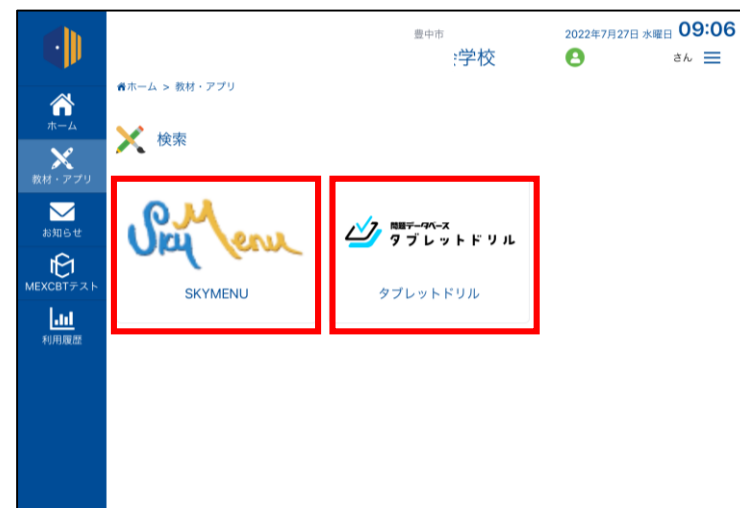 豊中市
2022年7月27日 水曜日 09:06
学校
さん
ホーム > 教材・アプリ
ホーム
検索
教材・アプリ
お知らせ
MEXCBTテスト
利用履歴
SKY Menu
SKYMENU
問題データベース
タブレットドリル
タブレットドリル